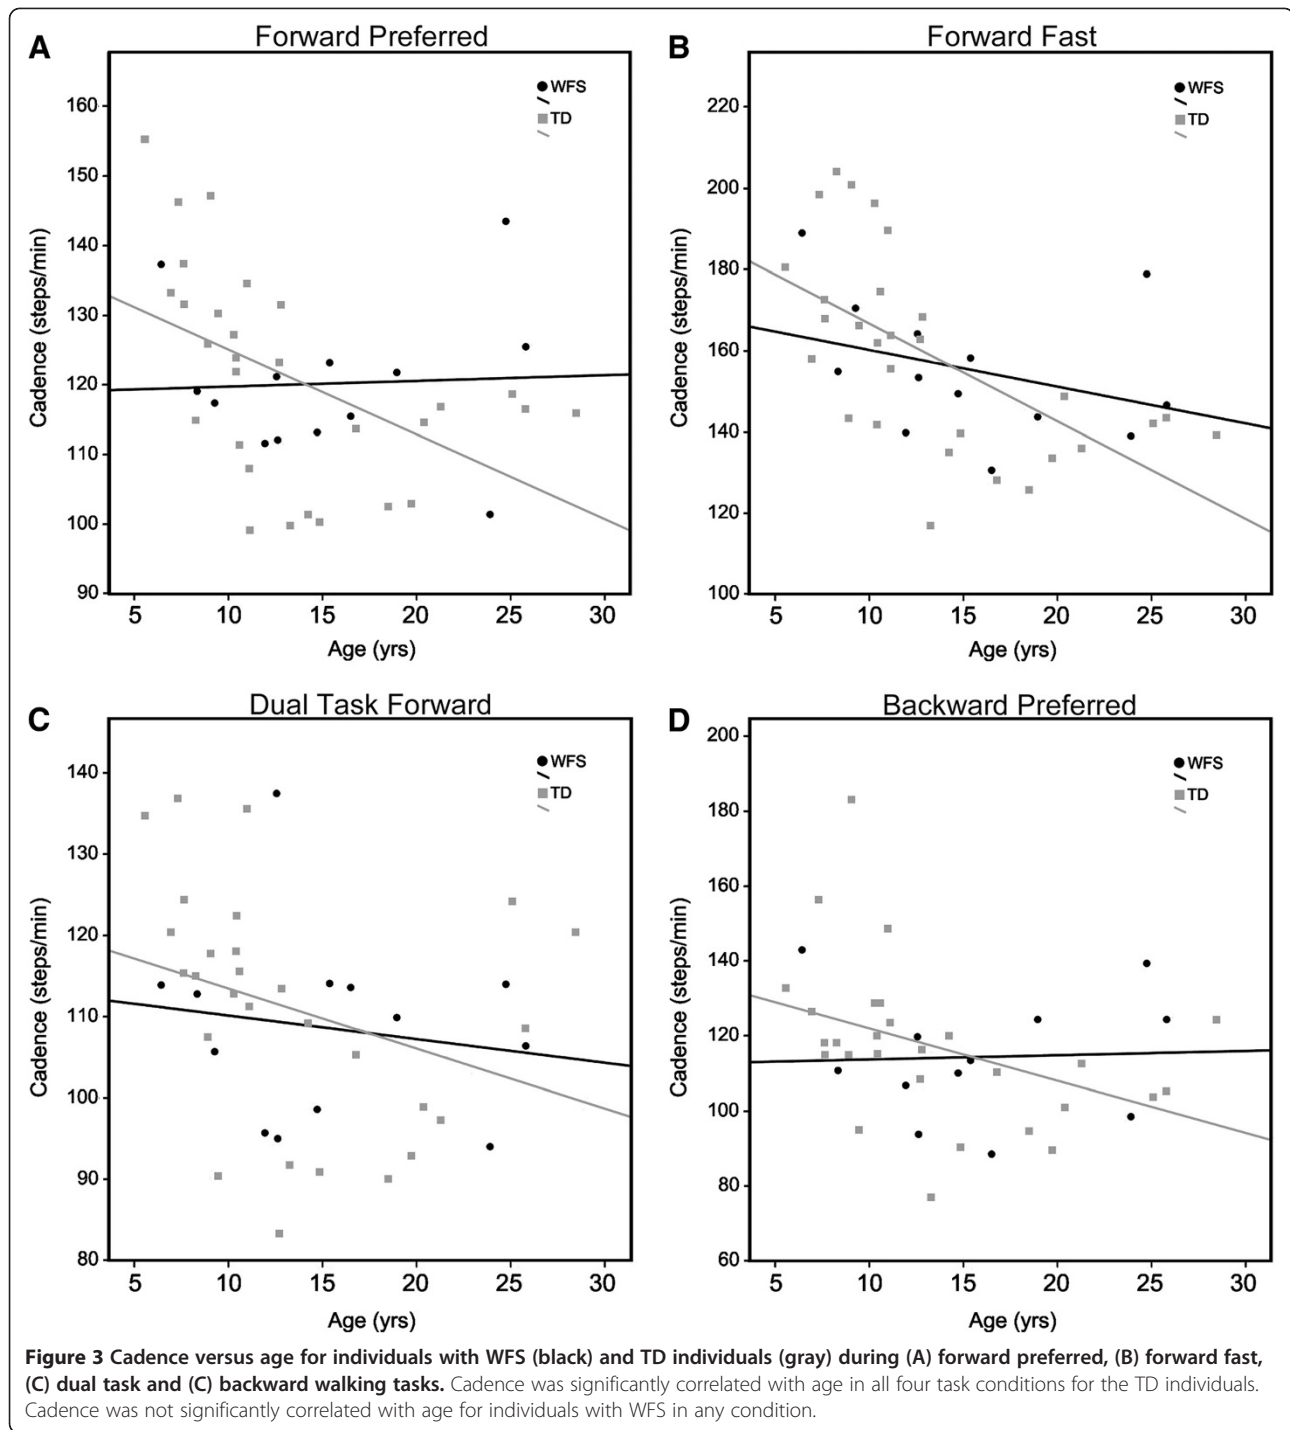 A
Forward Preferred
WFS
TD
160
150
140
130
120
110
100
90
Cadence (steps/min)
5 10 15 20 25 30
Age (yrs)
B
Forward Fast
WFS
TD
220
200
180
160
140
120
100
Cadence (steps/min)
5 10 15 20 25 30
Age (yrs)
C
Dual Task Forward
WFS
TD
140
130
120
110
100
90
80
Cadence (steps/min)
5 10 15 20 25 30
Age (yrs)
D
Backward Preferred
WFS
TD
200
180
160
140
120
100
80
60
Cadence (steps/min)
5 10 15 20 25 30
Age (yrs)
Figure 3 Cadence versus age for individuals with WFS (black) and TD individuals (gray) during (A) forward preferred, (B) forward fast,
(C) dual task and (C) backward walking tasks. Cadence was significantly correlated with age in all four task conditions for the TD individuals.
Cadence was not significantly correlated with age for individuals with WFS in any condition.